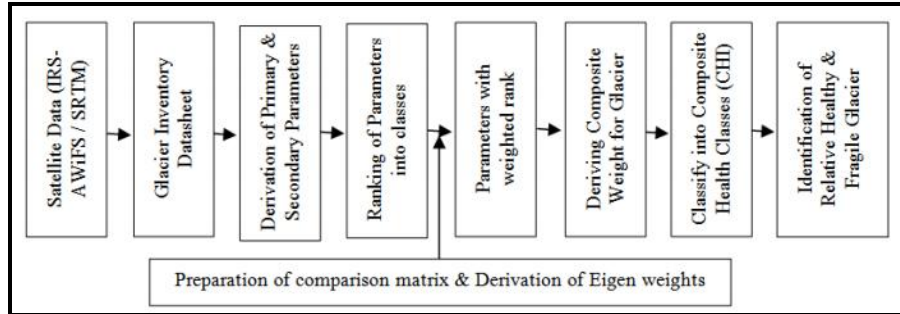 Satellite Data (IRS-
AWiFS / SRTM)
Glacier Inventory
Datasheet
Derivation of Primary &
Secondary Parameters
Ranking of Parameters
into classes
Parameters with
weighted rank
Deriving Composite
Weight for Glacier
Classify into Composite
Health Classes (CHI)
Identification of
Relative Healthy &
Fragile Glacier
Preparation of comparison matrix & Derivation of Eigen weights